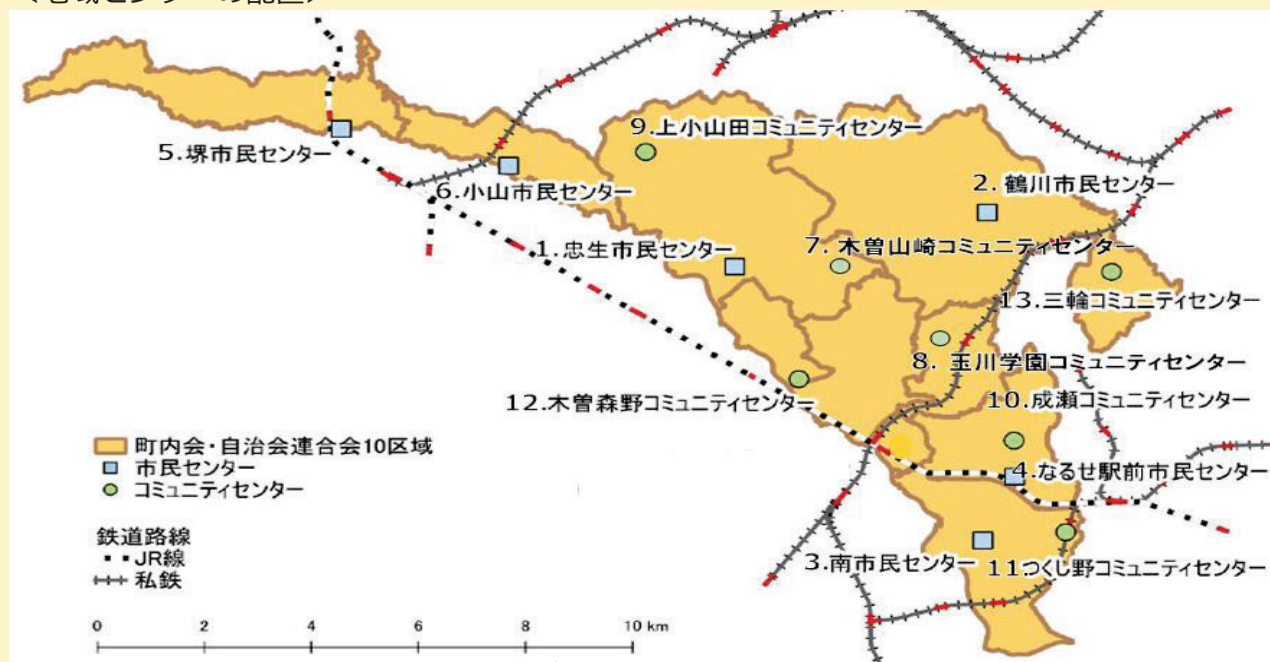 9.上小山田コミュニティセンター
5.堺市民センター
6.小山市民センター
2. 鶴川市民センター
1.忠生市民センター
7. 木曽山崎コミュニティセンター
13.三輪コミュニティセンター
8. 玉川学園コミュニティセンター
12.木曽森野コミュニティセンター
10.成瀬コミュニティセンター
4.なるせ駅前市民センター
3.南市民センター
11.つくし野コミュニティセンター
町内会・自治会連合会10区域
市民センター
コミュニティセンター
鉄道路線
JR線
私鉄
0 2 4 6 8 10 km